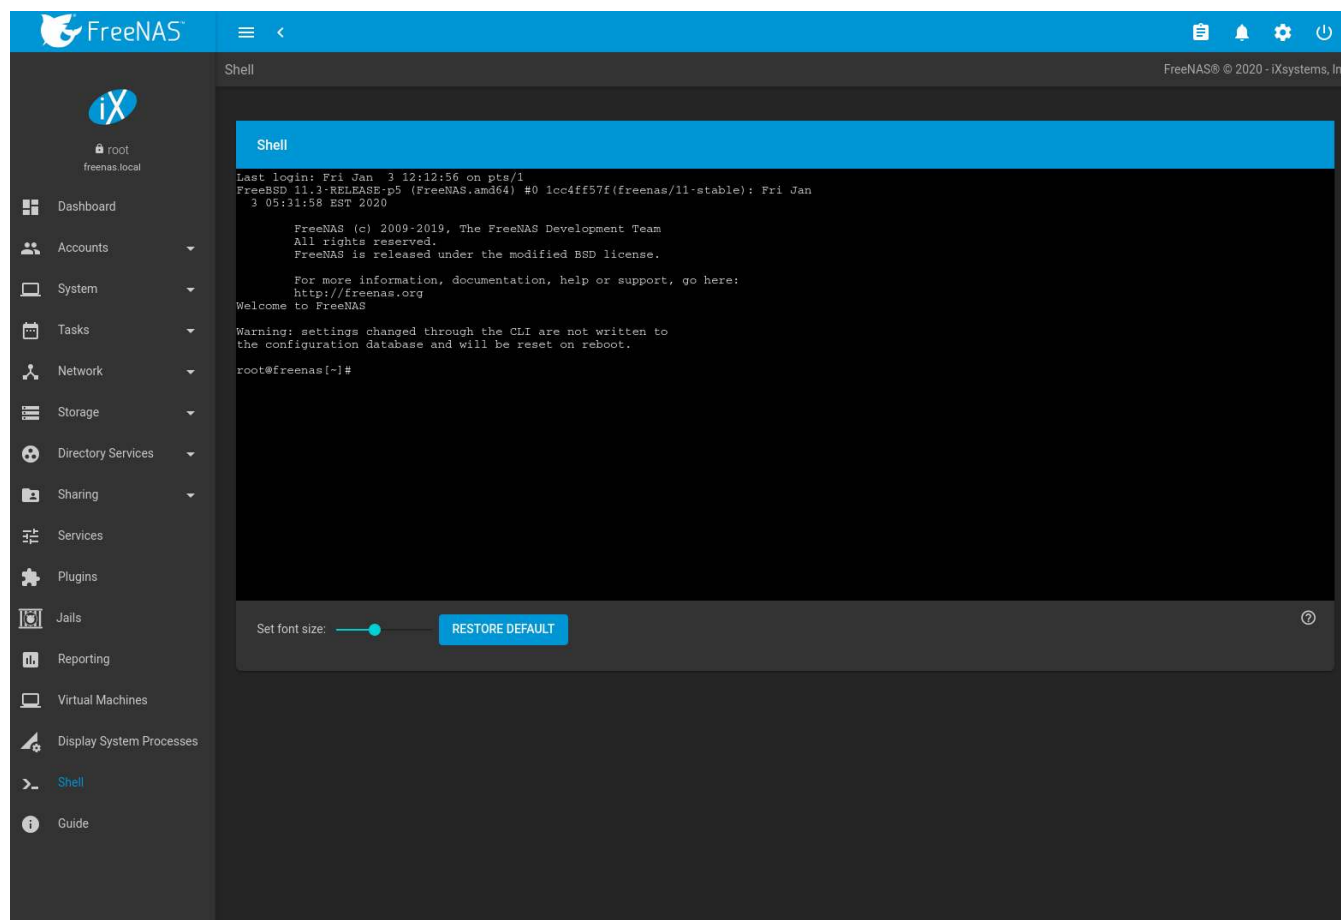 FreeNAS™
Shell
FreeNAS® © 2020 - iXsystems, In
iX
root
freenas.local
Dashboard
Accounts
System
Tasks
Network
Storage
Directory Services
Sharing
Services
Plugins
Jails
Reporting
Virtual Machines
Display System Processes
Shell
Guide
Shell
Last login: Fri Jan  3 12:12:56 on pts/1
FreeBSD 11.3-RELEASE-p5 (FreeNAS.amd64) #0 1cc4ff57f(freenas/11-stable): Fri Jan
3 05:31:58 EST 2020
FreeNAS (c) 2009-2019, The FreeNAS Development Team
All rights reserved.
FreeNAS is released under the modified BSD license.
For more information, documentation, help or support, go here:
http://freenas.org
Welcome to FreeNAS
Warning: settings changed through the CLI are not written to
the configuration database and will be reset on reboot.
root@freenas[~]#
Set font size:
RESTORE DEFAULT